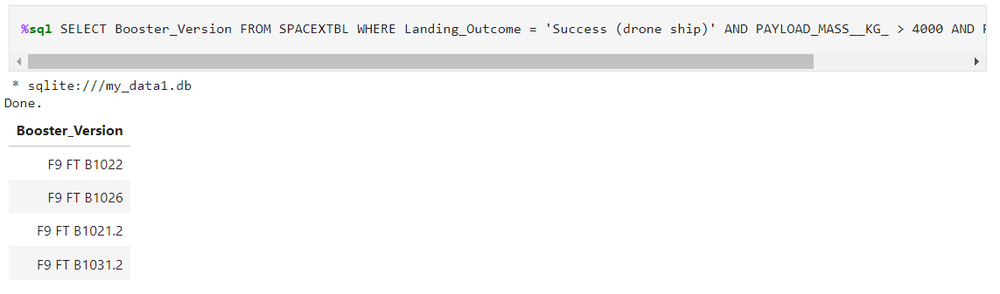 %sql SELECT Booster_Version FROM SPACEXTBL WHERE Landing_Outcome = 'Success (drone ship)' AND PAYLOAD_MASS__KG_ > 4000 AND
* sqlite:///my_data1.db
Done.
Booster_Version
F9 FT B1022
F9 FT B1026
F9 FT B1021.2
F9 FT B1031.2